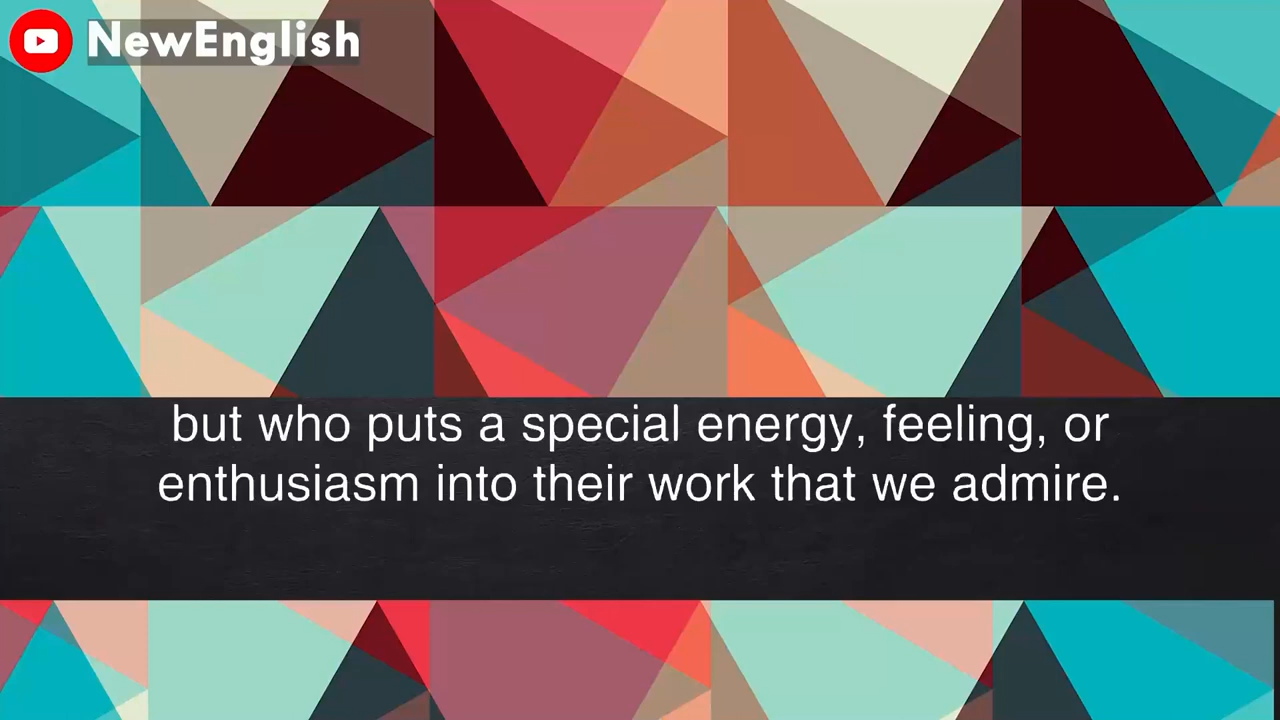 NewEnglish
but who puts a special energy, feeling, or
enthusiasm into their work that we admire.